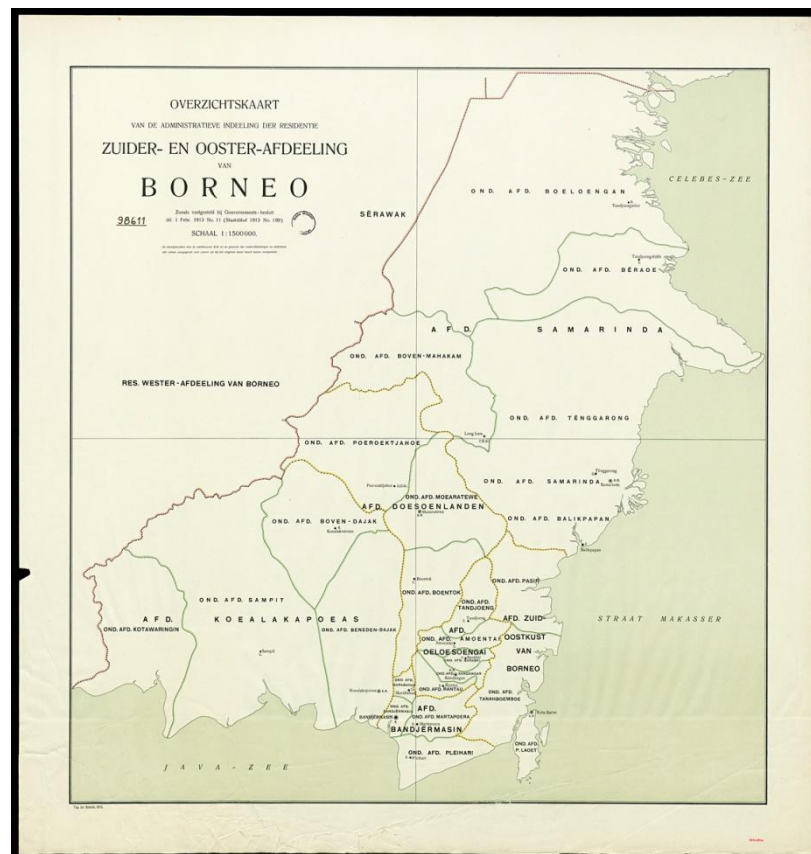 OVERZICHTSKAART
VAN DE ADMINISTRATIEVE INDEELING DER RESIDENTIE
ZUIDER- EN OOSTER-AFDEELING
VAN
BORNEO
98611
SCHAAL 1:1500000.
CELEBES-ZEE
OND. AFD. BOELOENGAN
SĔRAWAK
OND. AFD. BĔRAOE
AFD. SAMARINDA
OND. AFD. BOVEN-MAHAKAM
RES. WESTER-AFDEELING VAN BORNEO
OND. AFD. TĔNGGARONG
OND. AFD. POEROEKTJAHOE
OND. AFD. SAMARINDA
OND. AFD. MOEARATEWE
AFD. DOESOENLANDEN
OND. AFD. BALIKPAPAN
OND. AFD. BOVEN-DAJAK
Balikpapan
OND. AFD. PASIR
OND. AFD. BOENTOK
OND. AFD. TANDJOENG
OND. AFD. SAMPIT
AFD. KOEALAKAPOEAS
OND. AFD. KOTAWARINGIN
OND. AFD. BENEDEN-DAJAK
AFD. ZUID-
OOSTKUST
VAN
BORNEO
STRAAT MAKASSER
AFD.
OND. AFD. AMOENTAI
OELOESOENGAI
OND. AFD. RANTAU
OND. AFD. TANAHBOEMBOE
AFD.
OND. AFD. MARTAPOERA
BANDJERMASIN
OND. AFD. P. LAOET
OND. AFD. PLEIHARI
JAVA-ZEE